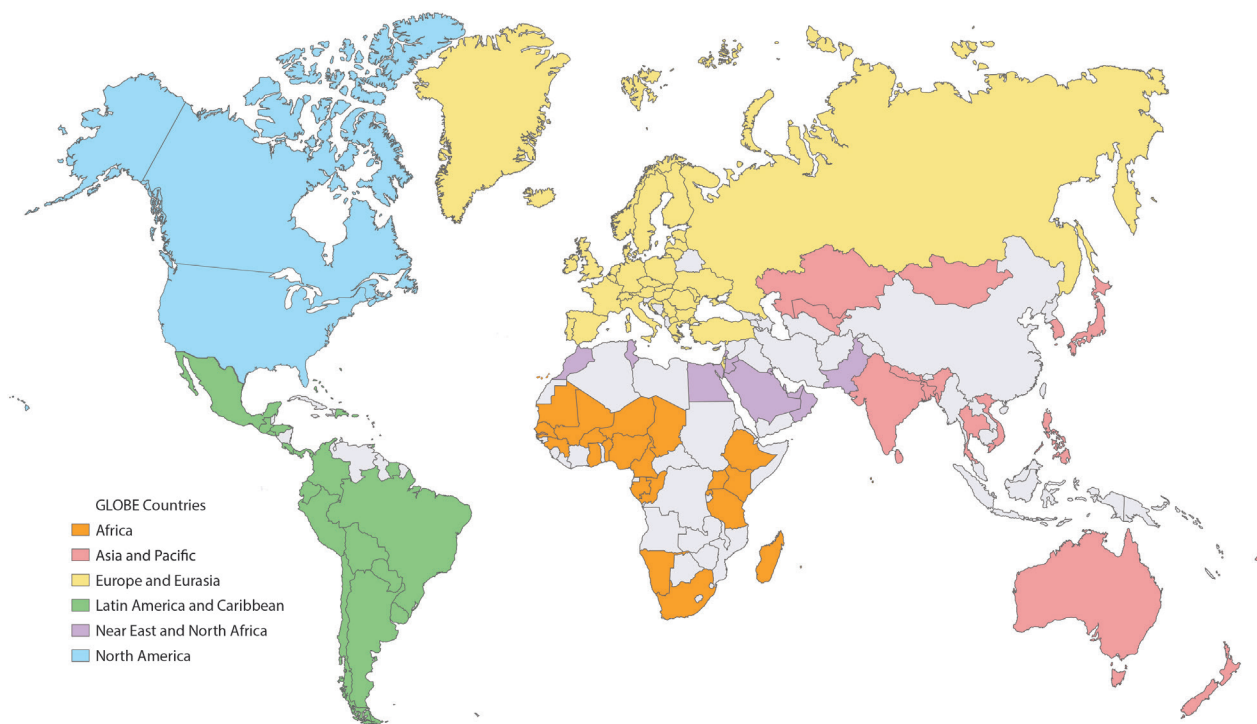 GLOBE Countries
Africa
Asia and Pacific
Europe and Eurasia
Latin America and Caribbean
Near East and North Africa
North America